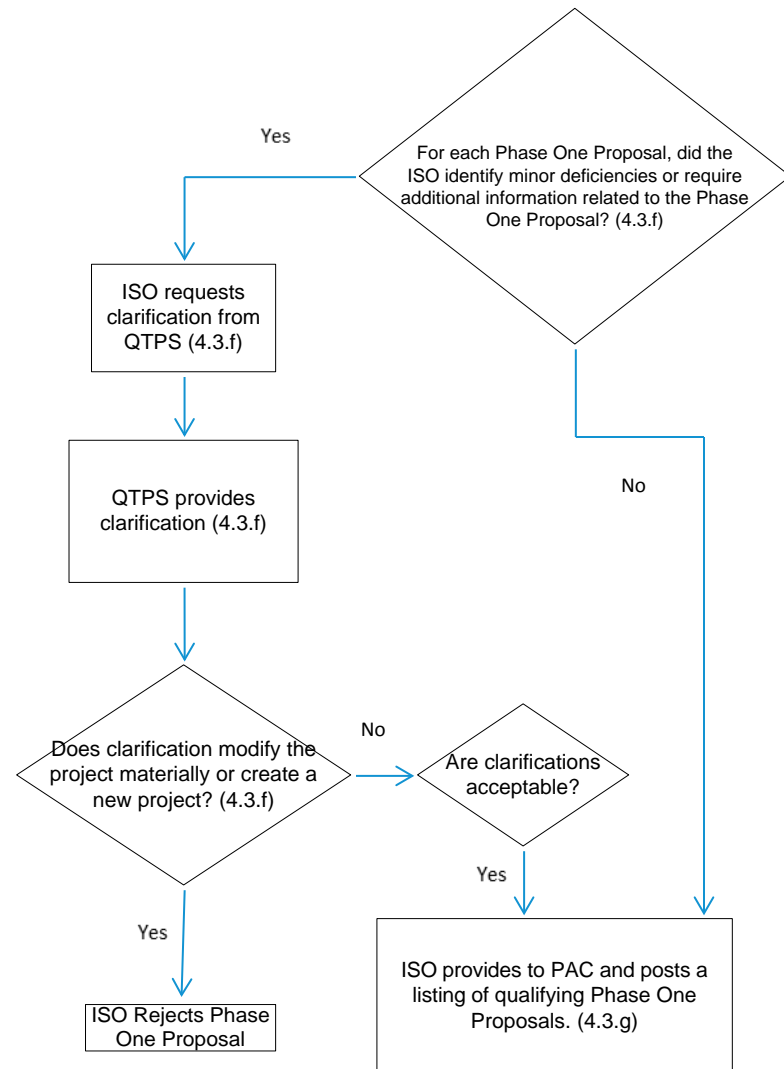 Yes
For each Phase One Proposal, did the
ISO identify minor deficiencies or require
additional information related to the Phase
One Proposal? (4.3.f)
ISO requests
clarification from
QTPS (4.3.f)
No
QTPS provides
clarification (4.3.f)
Does clarification modify the
project materially or create a
new project? (4.3.f)
No
Are clarifications
acceptable?
Yes
Yes
ISO Rejects Phase
One Proposal
ISO provides to PAC and posts a
listing of qualifying Phase One
Proposals. (4.3.g)